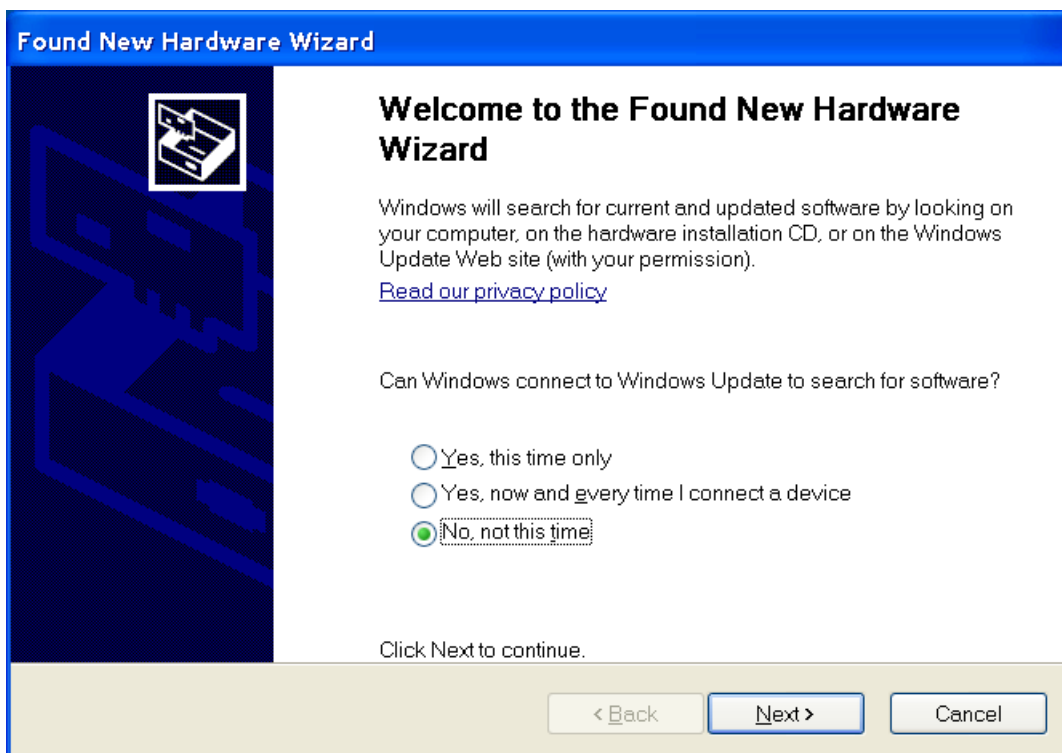 Found New Hardware Wizard
Welcome to the Found New Hardware
Wizard
Windows will search for current and updated software by looking on
your computer, on the hardware installation CD, or on the Windows
Update Web site (with your permission).
Read our privacy policy
Can Windows connect to Windows Update to search for software?
Yes, this time only
Yes, now and every time I connect a device
No, not this time
Click Next to continue.
< Back
Next >
Cancel